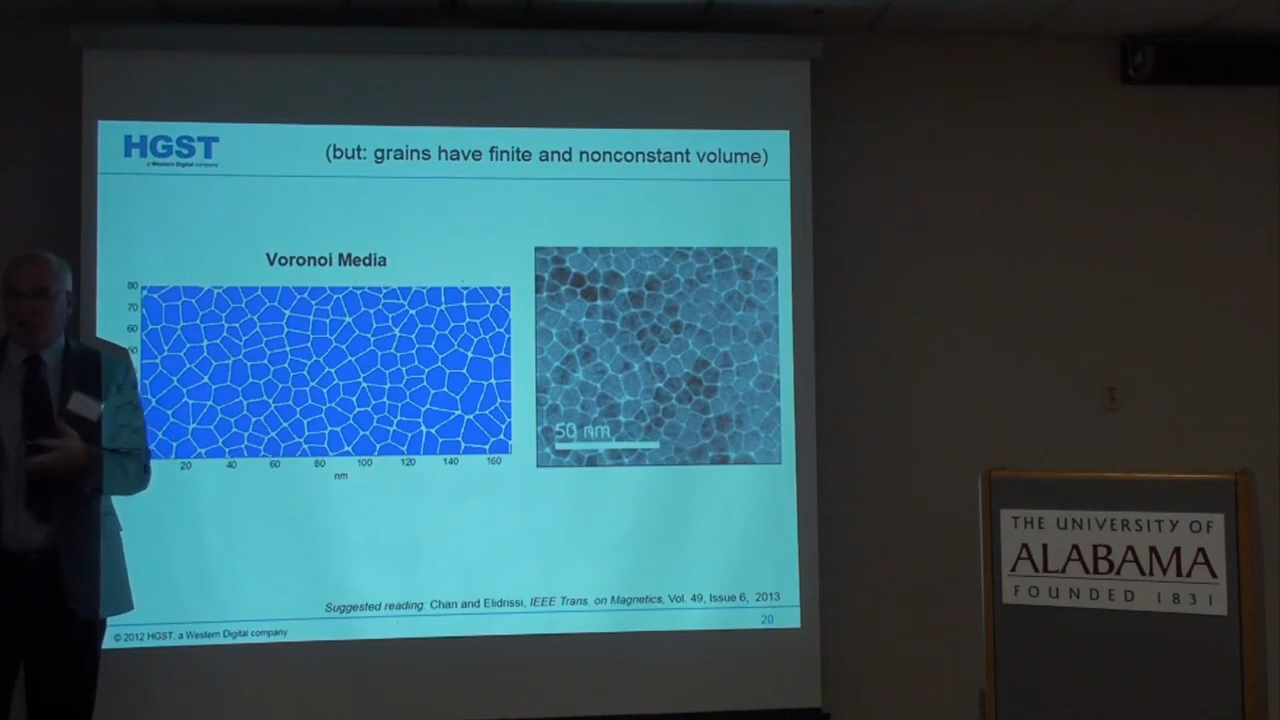 HGST
a Western Digital company
(but: grains have finite and nonconstant volume)
Voronoi Media
80
70
60
20 40 60 80 100 120 140 160
nm
50 nm
Suggested reading: Chan and Elidrissi, IEEE Trans. on Magnetics, Vol. 49, Issue 6, 2013
© 2012 HGST, a Western Digital company
20
THE UNIVERSITY OF
ALABAMA
FOUNDED 1831